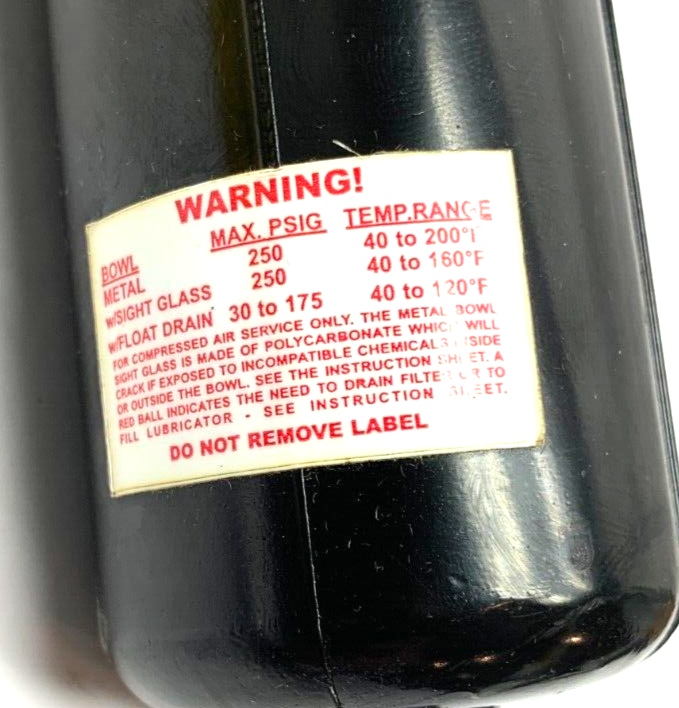 WARNING!
BOWL MAX. PSIG TEMP.RANGE
METAL 250 40 to 200°F
w/SIGHT GLASS 250 40 to 160°F
w/FLOAT DRAIN 30 to 175 40 to 120°F
FOR COMPRESSED AIR SERVICE ONLY. THE METAL BOWL
SIGHT GLASS IS MADE OF POLYCARBONATE WHICH WILL
CRACK IF EXPOSED TO INCOMPATIBLE CHEMICALS INSIDE
OR OUTSIDE THE BOWL. SEE THE INSTRUCTION SHEET. A
RED BALL INDICATES THE NEED TO DRAIN FILTER OR TO
FILL LUBRICATOR - SEE INSTRUCTION SHEET.
DO NOT REMOVE LABEL